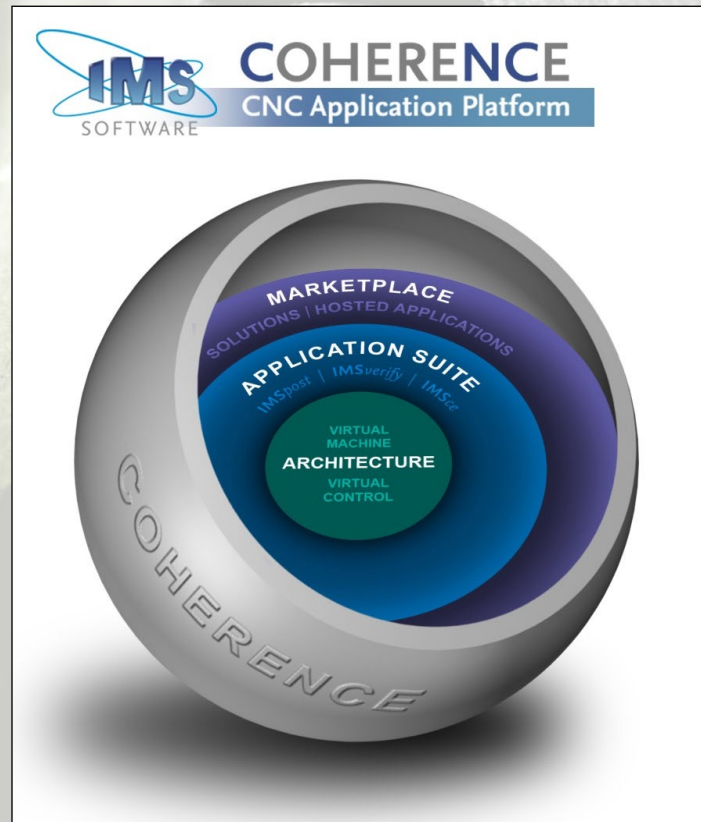 IMS
SOFTWARE
COHERENCE
CNC Application Platform
MARKETPLACE
SOLUTIONS | HOSTED APPLICATIONS
APPLICATION SUITE
IMSpost | IMSverify | IMSce
VIRTUAL
MACHINE
ARCHITECTURE
VIRTUAL
CONTROL
COHERENCE